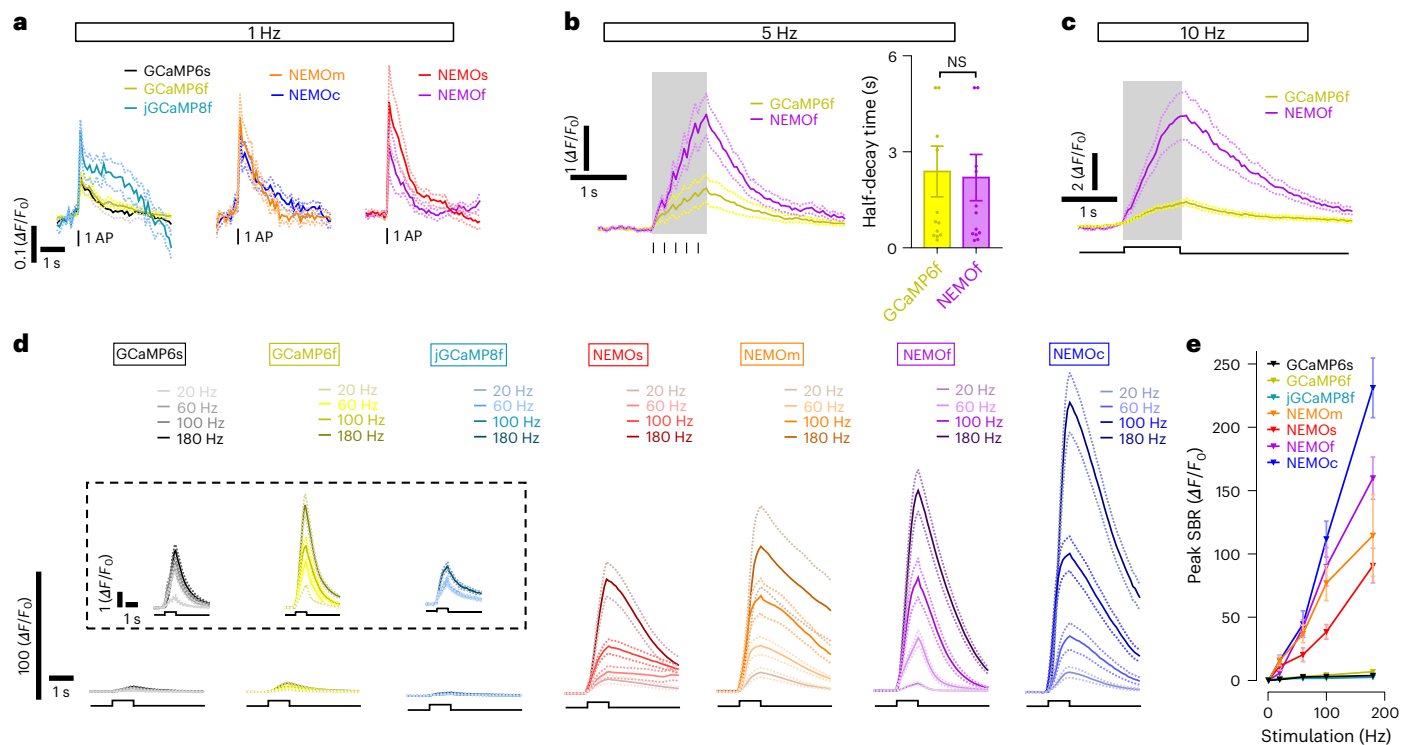 a
1 Hz
GCaMP6s
GCaMP6f
jGCaMP8f
NEMOm
NEMOc
NEMOs
NEMOf
0.1 (ΔF/F0)
1 s
1 AP
1 AP
1 AP
b
5 Hz
GCaMP6f
NEMOf
1 (ΔF/F0)
1 s
Half-decay time (s)
6
3
0
NS
GCaMP6f
NEMOf
c
10 Hz
GCaMP6f
NEMOf
2 (ΔF/F0)
1 s
d
GCaMP6s
20 Hz
60 Hz
100 Hz
180 Hz
GCaMP6f
20 Hz
60 Hz
100 Hz
180 Hz
jGCaMP8f
20 Hz
60 Hz
100 Hz
180 Hz
NEMOs
20 Hz
60 Hz
100 Hz
180 Hz
NEMOm
20 Hz
60 Hz
100 Hz
180 Hz
NEMOf
20 Hz
60 Hz
100 Hz
180 Hz
NEMOc
20 Hz
60 Hz
100 Hz
180 Hz
1 (ΔF/F0)
1 s
100 (ΔF/F0)
1 s
e
GCaMP6s
GCaMP6f
jGCaMP8f
NEMOm
NEMOs
NEMOf
NEMOc
Peak SBR (ΔF/F0)
250
200
150
100
50
0
0 100 200
Stimulation (Hz)